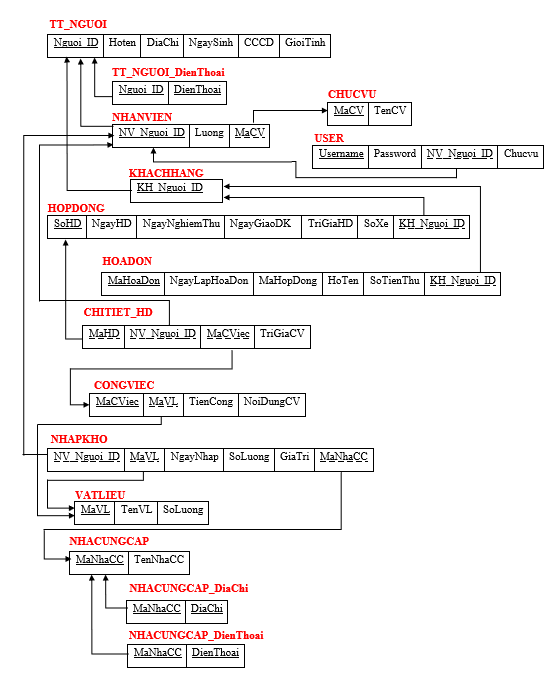 TT_NGUOI
Nguoi_ID Hoten DiaChi NgaySinh CCCD GioiTinh
TT_NGUOI_DienThoai
Nguoi_ID DienThoai
CHUCVU
MaCV TenCV
NHANVIEN
NV_Nguoi_ID Luong MaCV
USER
Username Password NV_Nguoi_ID Chucvu
KHACHHANG
KH_Nguoi_ID
HOPDONG
SoHD NgayHD NgayNghiemThu NgayGiaoDK TriGiaHD SoXe KH_Nguoi_ID
HOADON
MaHoaDon NgayLapHoaDon MaHopDong HoTen SoTienThu KH_Nguoi_ID
CHITIET_HD
MaHD NV_Nguoi_ID MaCViec TriGiaCV
CONGVIEC
MaCViec MaVL TienCong NoiDungCV
NHAPKHO
NV_Nguoi_ID MaVL NgayNhap SoLuong GiaTri MaNhaCC
VATLIEU
MaVL TenVL SoLuong
NHACUNGCAP
MaNhaCC TenNhaCC
NHACUNGCAP_DiaChi
MaNhaCC DiaChi
NHACUNGCAP_DienThoai
MaNhaCC DienThoai